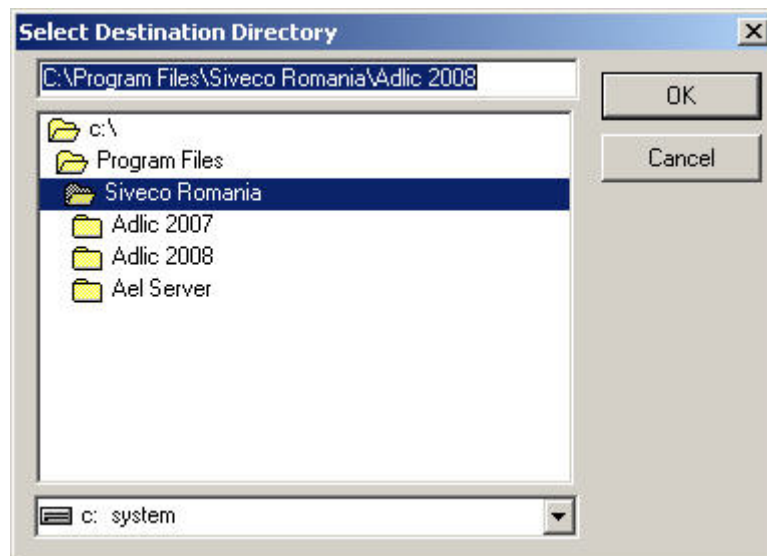 Select Destination Directory
C:\Program Files\Siveco Romania\Adlic 2008
OK
c:\
Program Files
Cancel
Siveco Romania
Adlic 2007
Adlic 2008
Ael Server
c: system